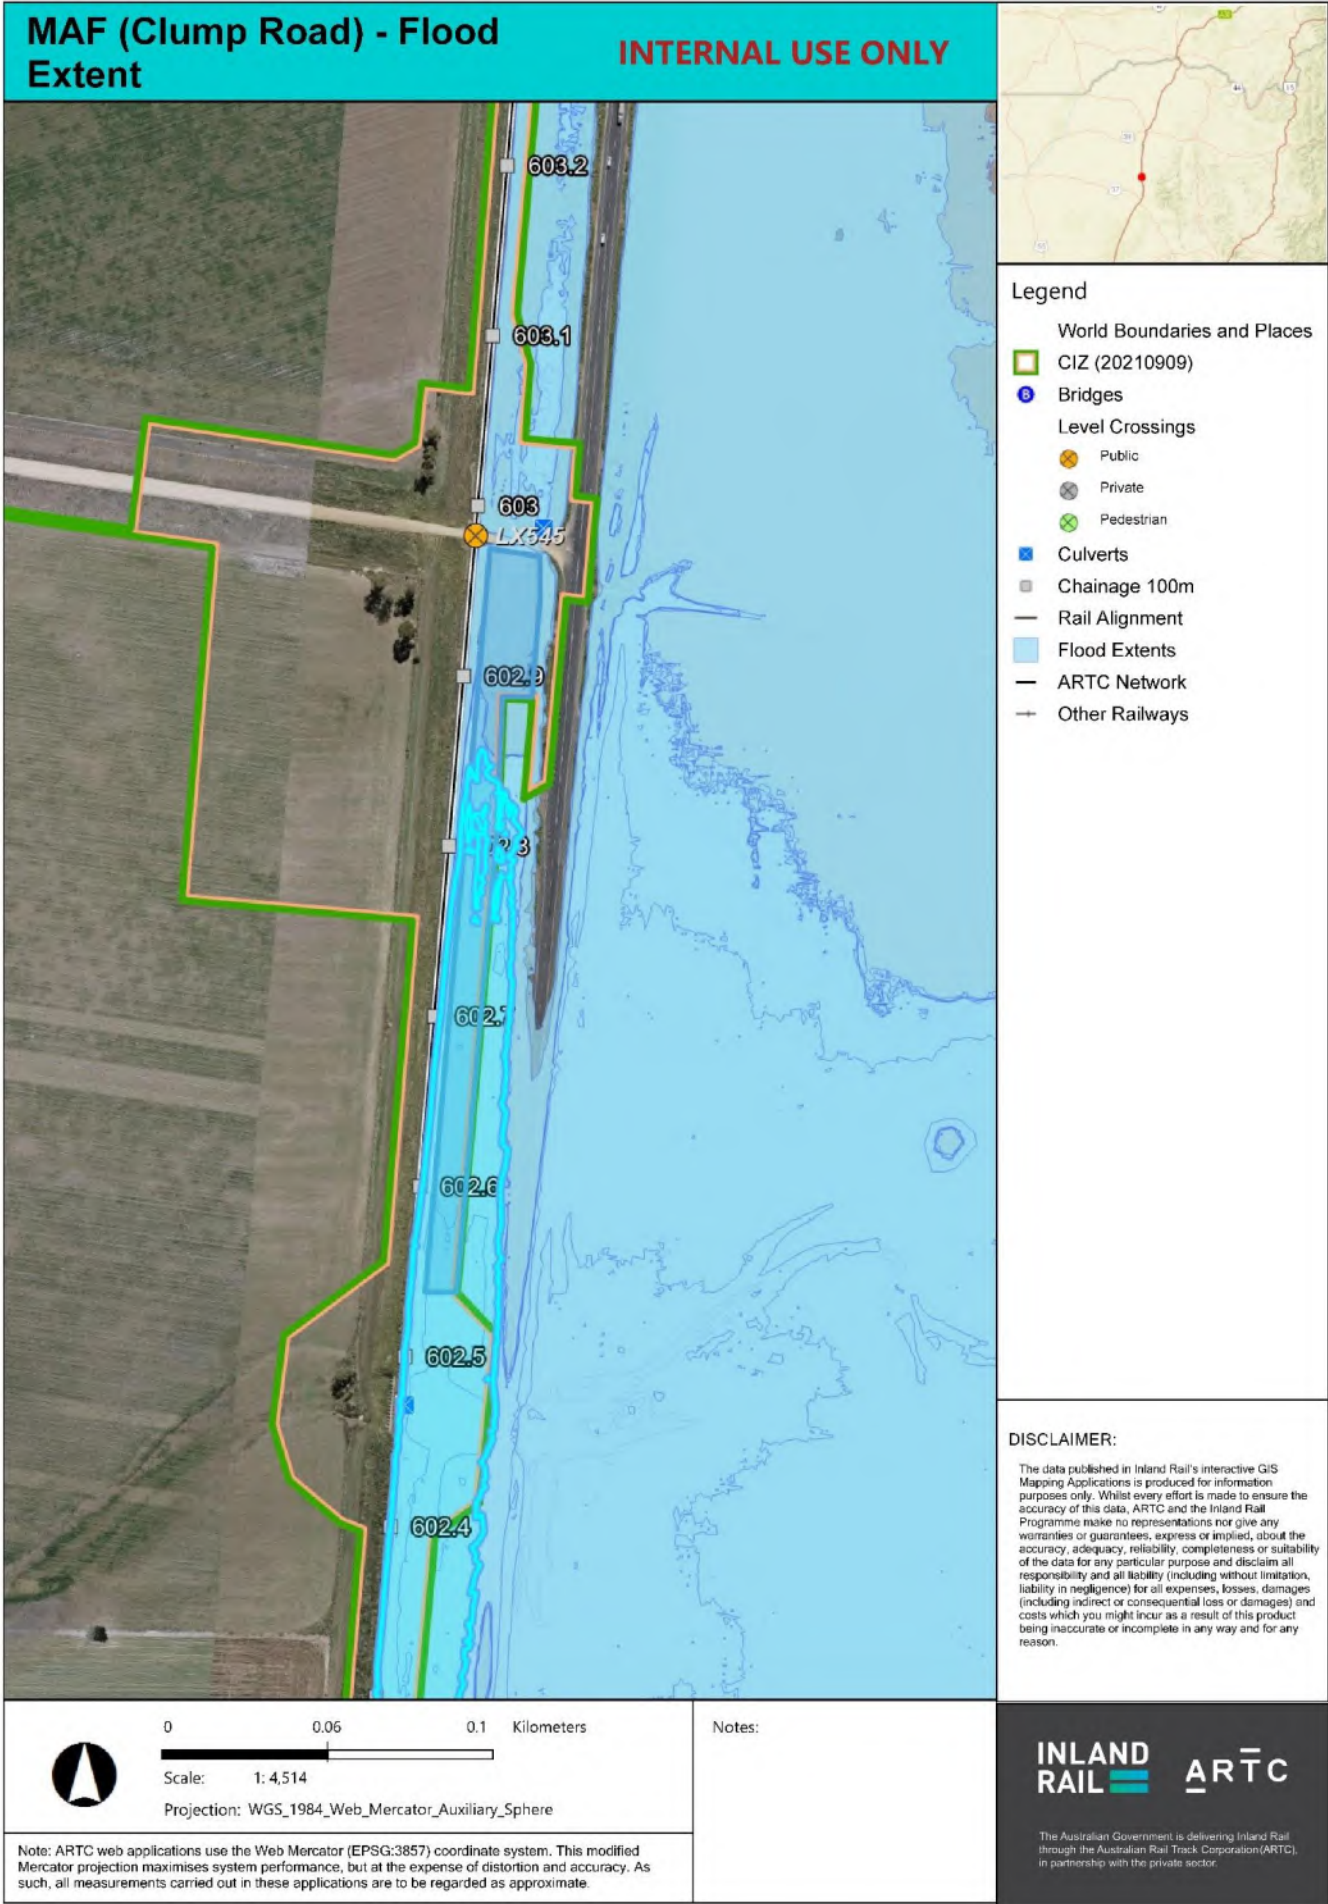 MAF (Clump Road) - Flood
Extent
INTERNAL USE ONLY
603.2
603.1
603
LX545
602.9
2.8
602.7
602.6
602.5
602.4
Legend
World Boundaries and Places
CIZ (20210909)
B
Bridges
Level Crossings
Public
Private
Pedestrian
Culverts
Chainage 100m
Rail Alignment
Flood Extents
ARTC Network
Other Railways
DISCLAIMER:
The data published in Inland Rail's interactive GIS
Mapping Applications is produced for information
purposes only. Whilst every effort is made to ensure the
accuracy of this data, ARTC and the Inland Rail
Programme make no representations nor give any
warranties or guarantees, express or implied, about the
accuracy, adequacy, reliability, completeness or suitability
of the data for any particular purpose and disclaim all
responsibility and all liability (including without limitation,
liability in negligence) for all expenses, losses, damages
(including indirect or consequential loss or damages) and
costs which you might incur as a result of this product
being inaccurate or incomplete in any way and for any
reason.
0 0.06 0.1 Kilometers
Scale: 1: 4,514
Projection: WGS_1984_Web_Mercator_Auxiliary_Sphere
Notes:
Note: ARTC web applications use the Web Mercator (EPSG:3857) coordinate system. This modified
Mercator projection maximises system performance, but at the expense of distortion and accuracy. As
such, all measurements carried out in these applications are to be regarded as approximate.
INLAND
RAIL
ARTC
The Australian Government is delivering Inland Rail
through the Australian Rail Track Corporation (ARTC),
in partnership with the private sector.